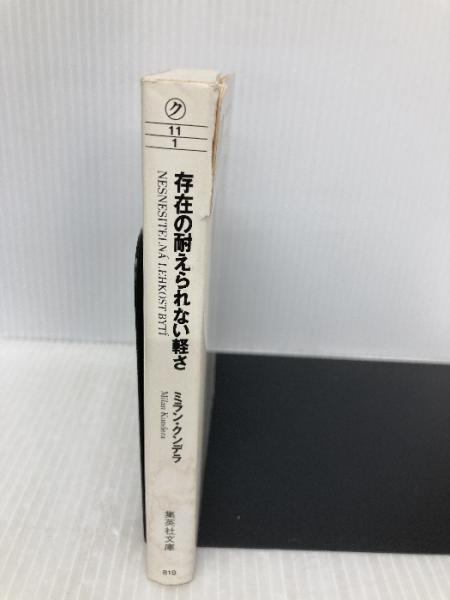 ク
11
1
存在の耐えられない軽さ
NESNESITELNÁ LEHKOST BYTÍ
ミラン・クンデラ
Milan Kundera
集英社文庫
819